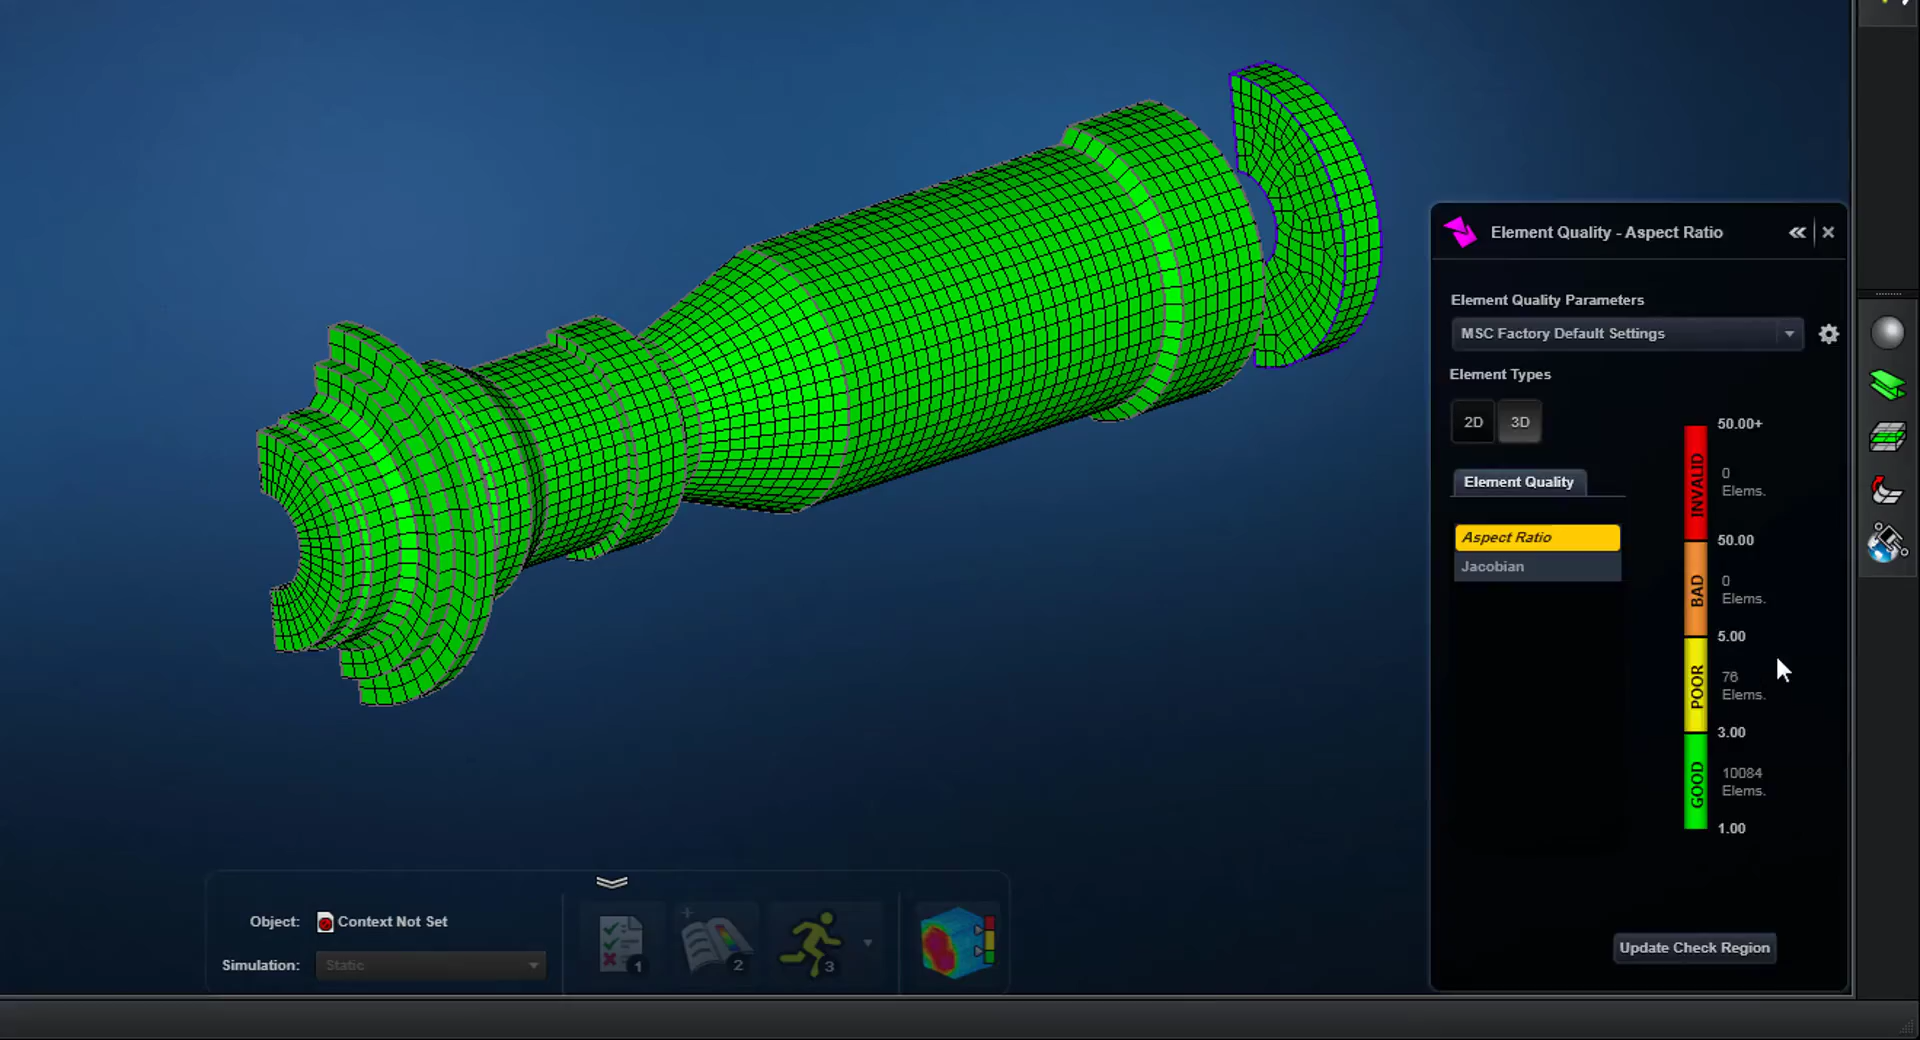 Element Quality - Aspect Ratio
Element Quality Parameters
MSC Factory Default Settings
Element Types
2D 3D
Element Quality
Aspect Ratio
Jacobian
50.00+
INVALID
0
Elems.
50.00
BAD
0
Elems.
5.00
POOR
76
Elems.
3.00
GOOD
10084
Elems.
1.00
Update Check Region
Object: Context Not Set
Simulation: Static
1 2 3